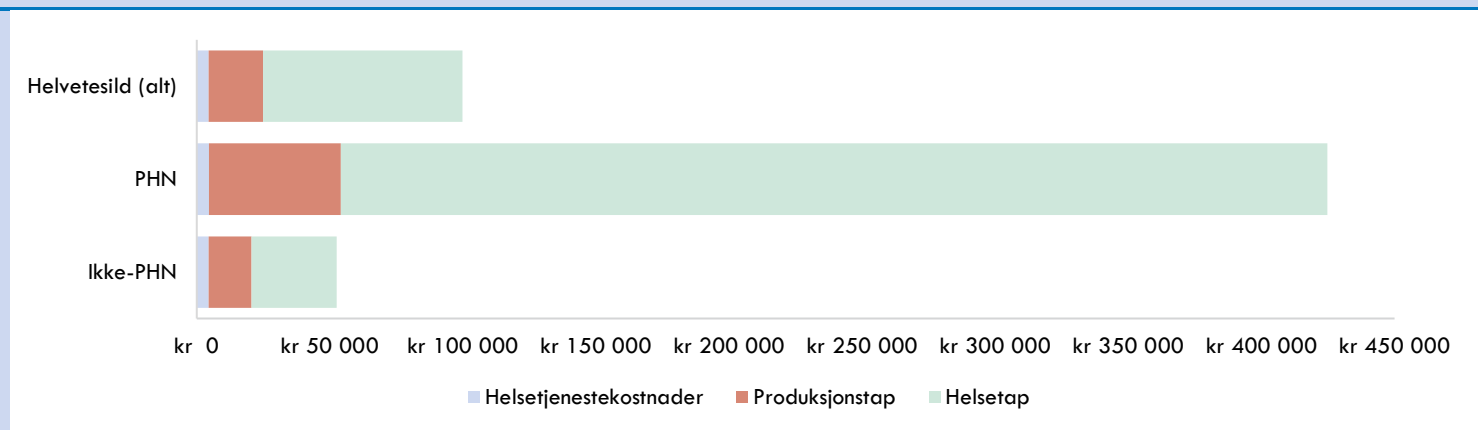 Helvetesild (alt)
PHN
Ikke-PHN
kr 0 kr 50 000 kr 100 000 kr 150 000 kr 200 000 kr 250 000 kr 300 000 kr 350 000 kr 400 000 kr 450 000
Helsetjenestekostnader Produksjonstap Helsetap